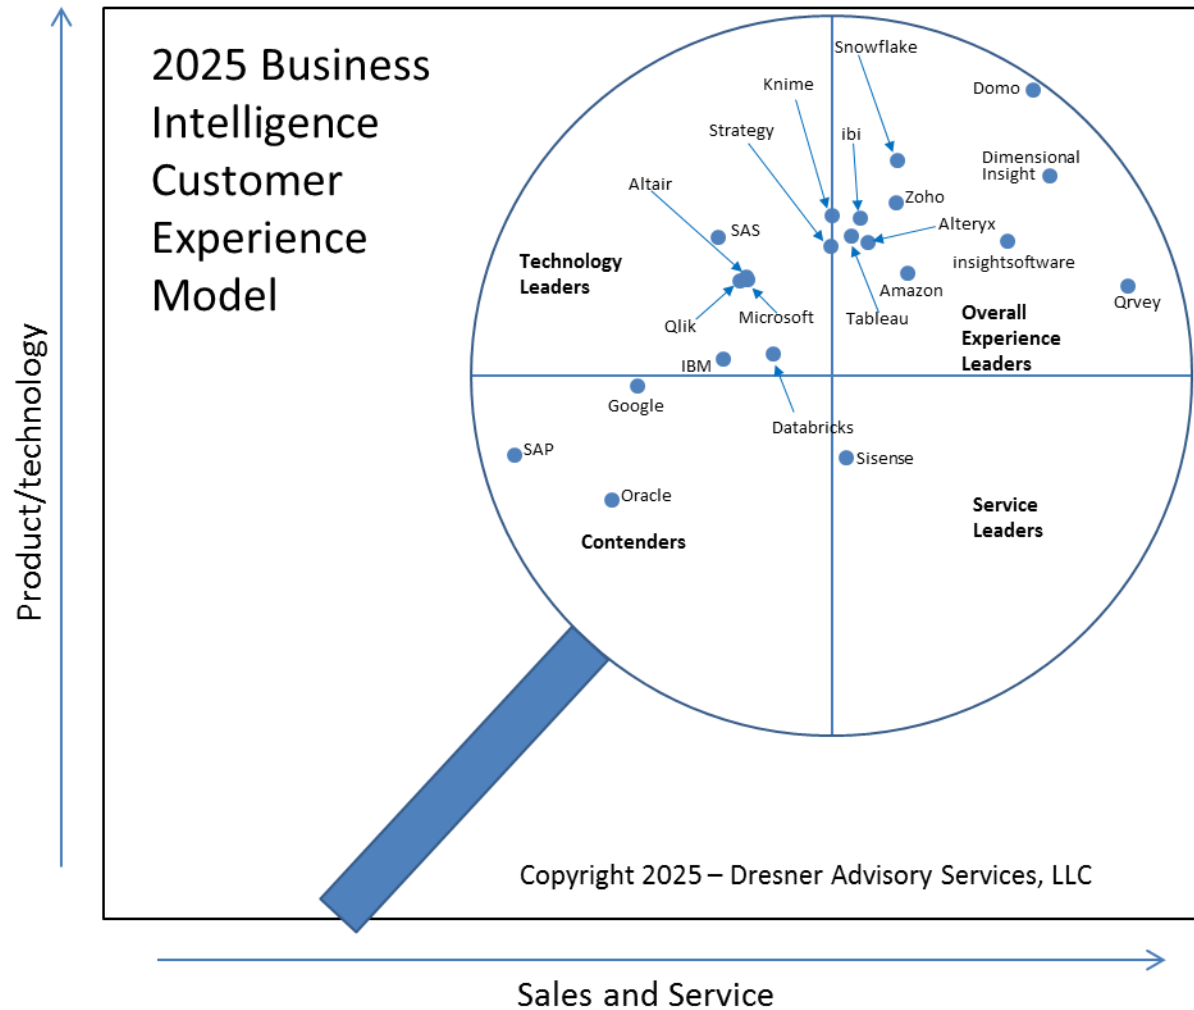 2025 Business
Intelligence
Customer
Experience
Model
Snowflake
Knime
Domo
Strategy
ibi
Dimensional
Insight
Altair
Zoho
SAS
Alteryx
Technology
Leaders
insightsoftware
Amazon
Qrvey
Qlik
Microsoft
Tableau
Overall
Experience
Leaders
IBM
Google
Databricks
SAP
Sisense
Oracle
Service
Leaders
Contenders
Product/technology
Copyright 2025 – Dresner Advisory Services, LLC
Sales and Service